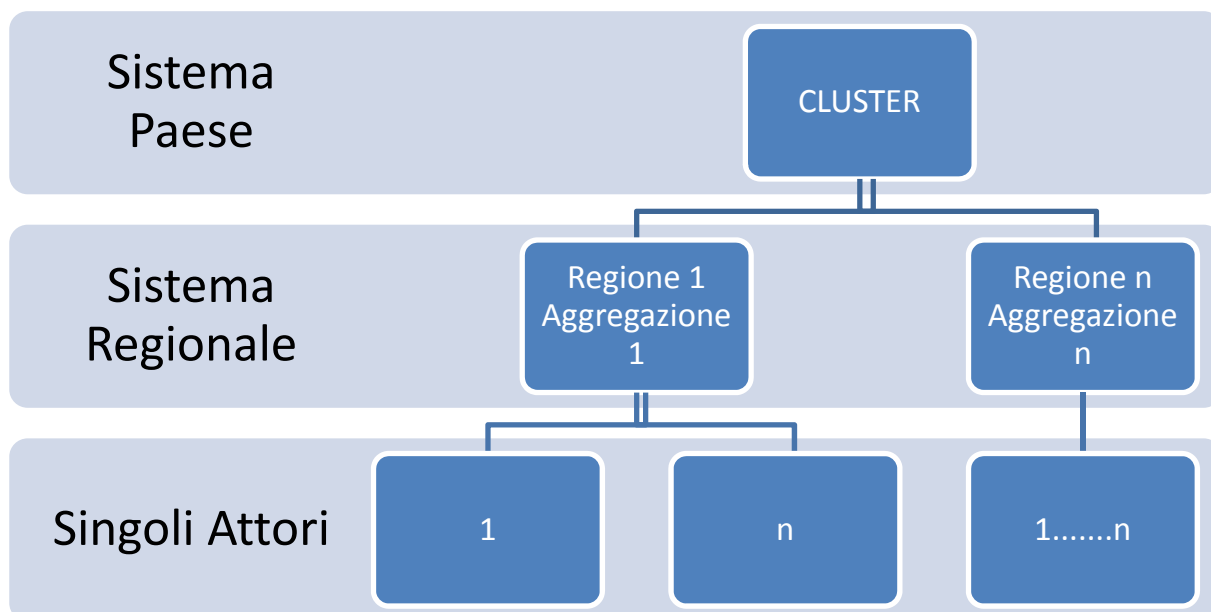 Sistema
Paese
CLUSTER
Sistema
Regionale
Regione 1
Aggregazione
1
Regione n
Aggregazione
n
Singoli Attori
1
n
1.......n